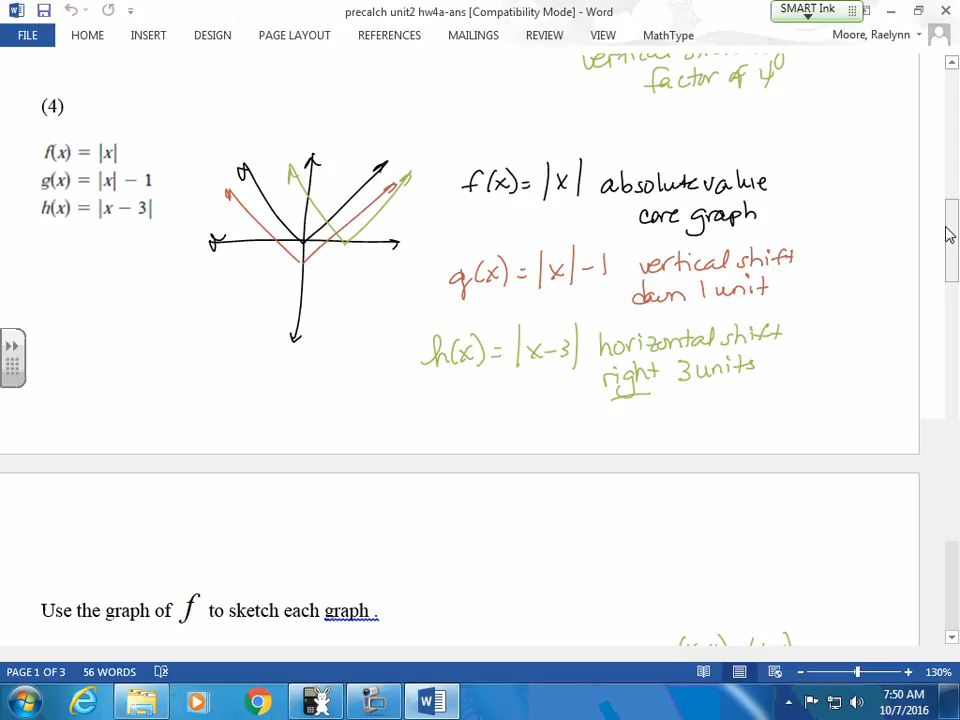 precalch unit2 hw4a-ans [Compatibility Mode] - Word
SMART Ink
FILE
HOME
INSERT
DESIGN
PAGE LAYOUT
REFERENCES
MAILINGS
REVIEW
VIEW
MathType
Moore, Raelynn
factor of 4
(4)
f(x) = |x|
g(x) = |x| − 1
h(x) = |x − 3|
f(x) = |x| absolute value
core graph
g(x) = |x| - 1 vertical shift
down 1 unit
h(x) = |x-3| horizontal shift
right 3 units
Use the graph of f to sketch each graph .
PAGE 1 OF 3
56 WORDS
130%
7:50 AM
10/7/2016